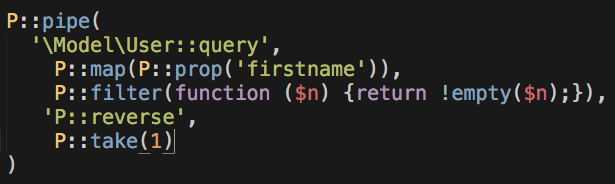 P::pipe(
'\Model\User::query',
P::map(P::prop('firstname')),
P::filter(function ($n) {return !empty($n);}),
'P::reverse',
P::take(1)
)